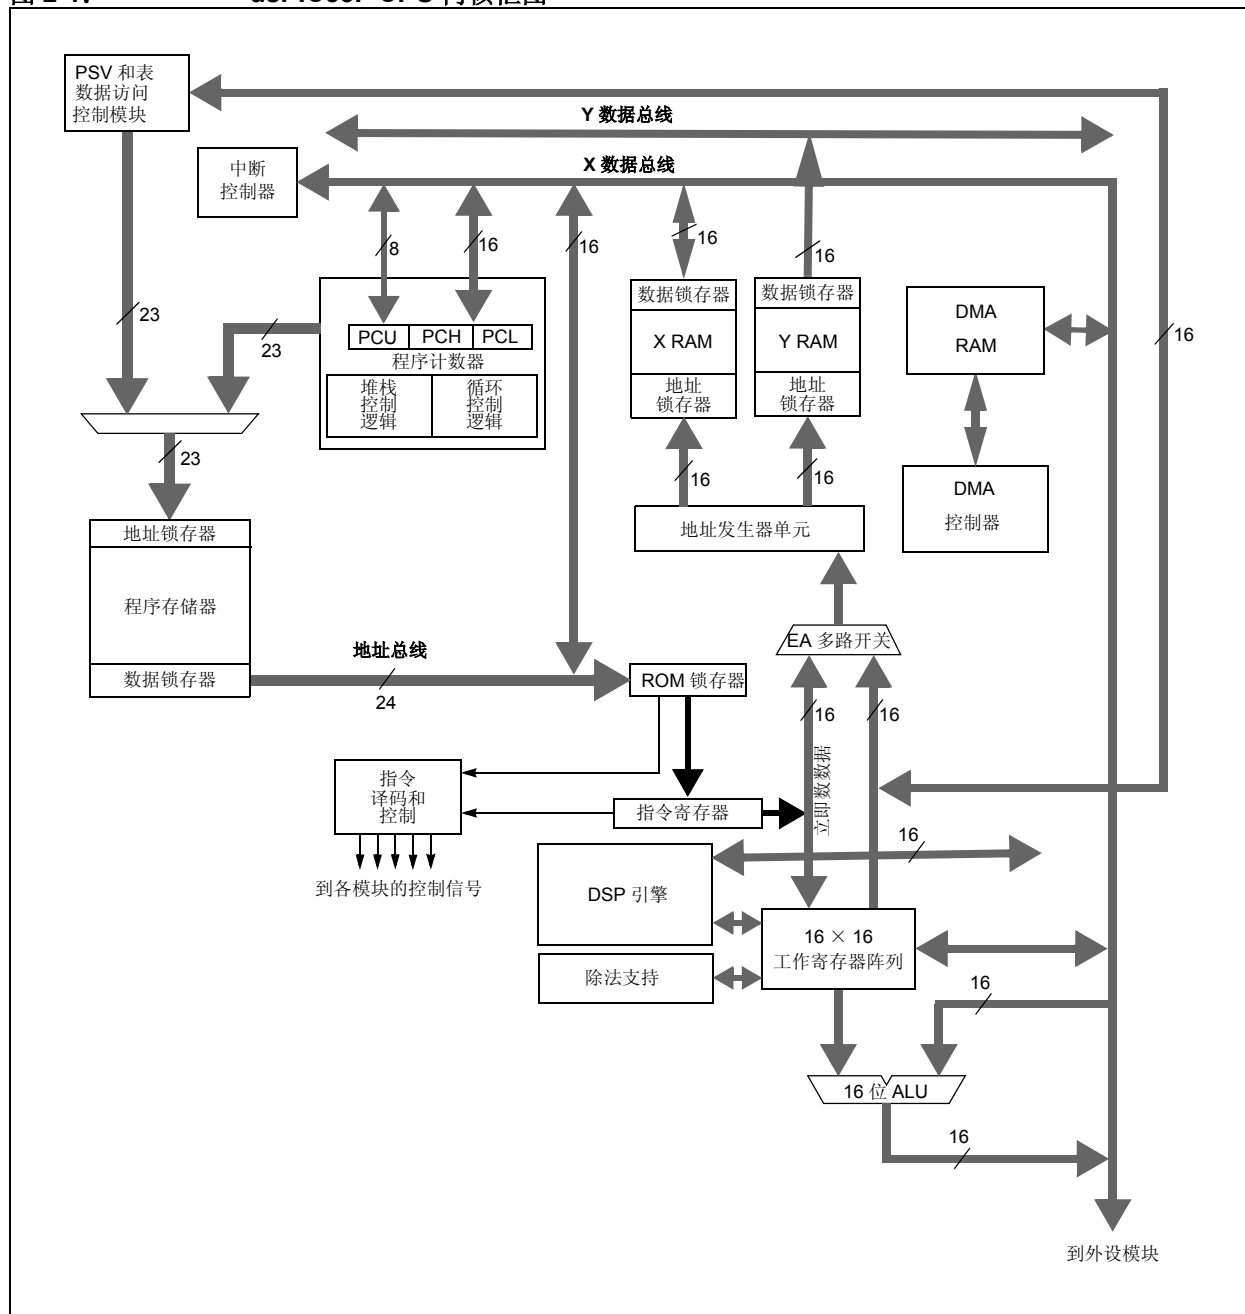 PSV 和表
数据访问
控制模块
Y 数据总线
X 数据总线
中断
控制器
8
16
16
16
16
16
23
23
PCU
PCH
PCL
程序计数器
堆栈
控制
逻辑
循环
控制
逻辑
数据锁存器
X RAM
地址
锁存器
数据锁存器
Y RAM
地址
锁存器
DMA
RAM
23
16
16
DMA
控制器
地址发生器单元
地址锁存器
程序存储器
数据锁存器
地址总线
24
EA 多路开关
ROM 锁存器
16
16
立即数数据
指令
译码和
控制
指令寄存器
到各模块的控制信号
16
DSP 引擎
16 × 16
工作寄存器阵列
除法支持
16
16 位 ALU
16
到外设模块